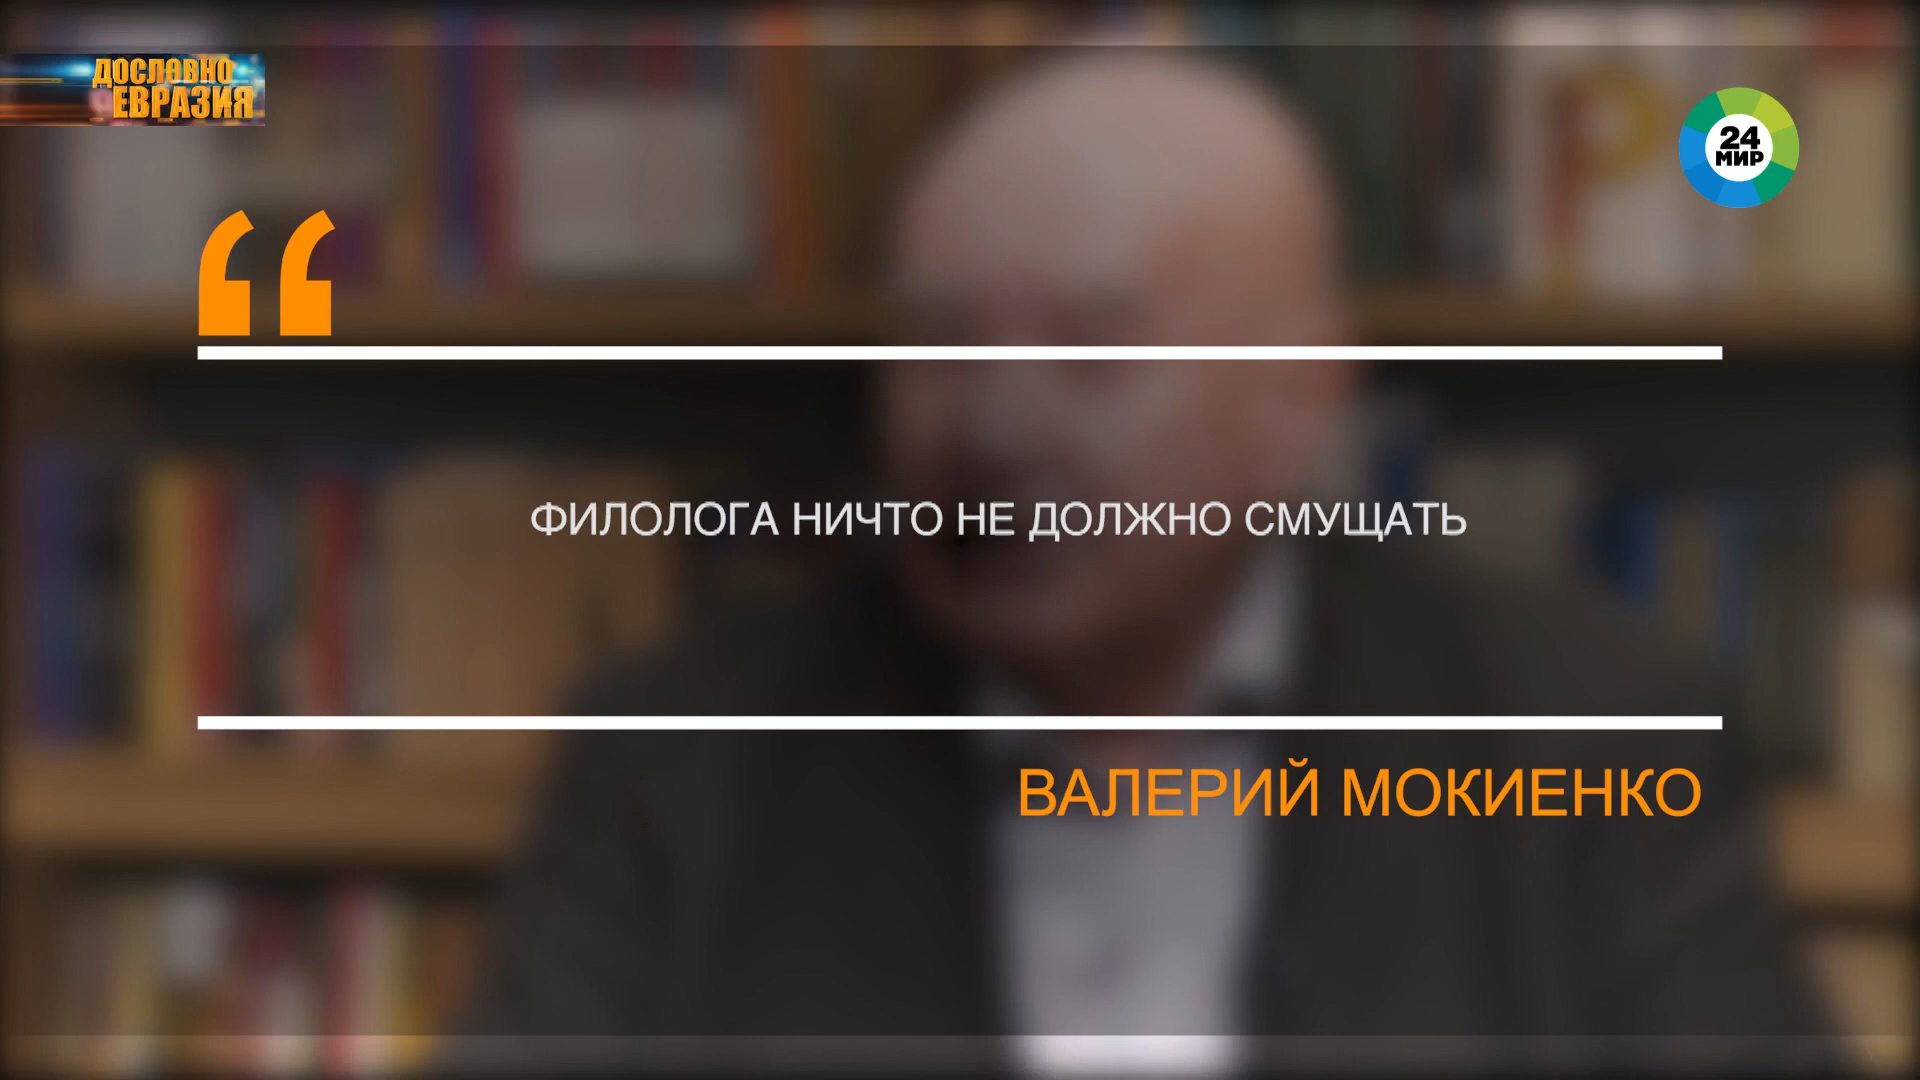 ДОСЛОВНО
ЕВРАЗИЯ
24
МИР
“
ФИЛОЛОГА НИЧТО НЕ ДОЛЖНО СМУЩАТЬ
ВАЛЕРИЙ МОКИЕНКО